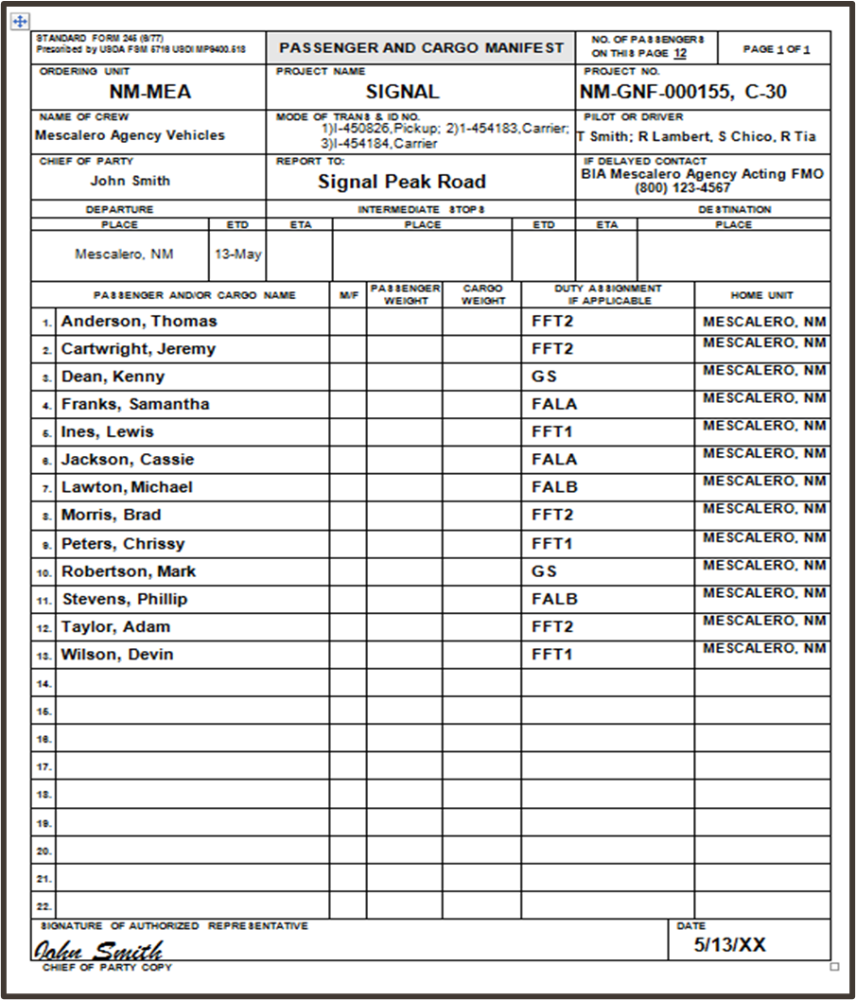 STANDARD FORM 245 (9/77)
Prescribed by USDA FSM 5716 USDI MP9400.51B
PASSENGER AND CARGO MANIFEST
NO. OF PASSENGERS
ON THIS PAGE 12
PAGE 1 OF 1
ORDERING UNIT
NM-MEA
PROJECT NAME
SIGNAL
PROJECT NO.
NM-GNF-000155, C-30
NAME OF CREW
Mescalero Agency Vehicles
MODE OF TRANS & ID NO.
1)I-450826,Pickup; 2)1-454183,Carrier;
3)I-454184,Carrier
PILOT OR DRIVER
T Smith; R Lambert, S Chico, R Tia
CHIEF OF PARTY
John Smith
REPORT TO:
Signal Peak Road
IF DELAYED CONTACT
BIA Mescalero Agency Acting FMO
(800) 123-4567
DEPARTURE INTERMEDIATE STOPS DESTINATION
PLACE ETD ETA PLACE ETD ETA PLACE
Mescalero, NM 13-May
PASSENGER AND/OR CARGO NAME M/F PASSENGER WEIGHT CARGO WEIGHT DUTY ASSIGNMENT IF APPLICABLE HOME UNIT
1. Anderson, Thomas FFT2 MESCALERO, NM
2. Cartwright, Jeremy FFT2 MESCALERO, NM
3. Dean, Kenny GS MESCALERO, NM
4. Franks, Samantha FALA MESCALERO, NM
5. Ines, Lewis FFT1 MESCALERO, NM
6. Jackson, Cassie FALA MESCALERO, NM
7. Lawton, Michael FALB MESCALERO, NM
8. Morris, Brad FFT2 MESCALERO, NM
9. Peters, Chrissy FFT1 MESCALERO, NM
10. Robertson, Mark GS MESCALERO, NM
11. Stevens, Phillip FALB MESCALERO, NM
12. Taylor, Adam FFT2 MESCALERO, NM
13. Wilson, Devin FFT1 MESCALERO, NM
14.
15.
16.
17.
18.
19.
20.
21.
22.
SIGNATURE OF AUTHORIZED REPRESENTATIVE
John Smith
CHIEF OF PARTY COPY
DATE
5/13/XX